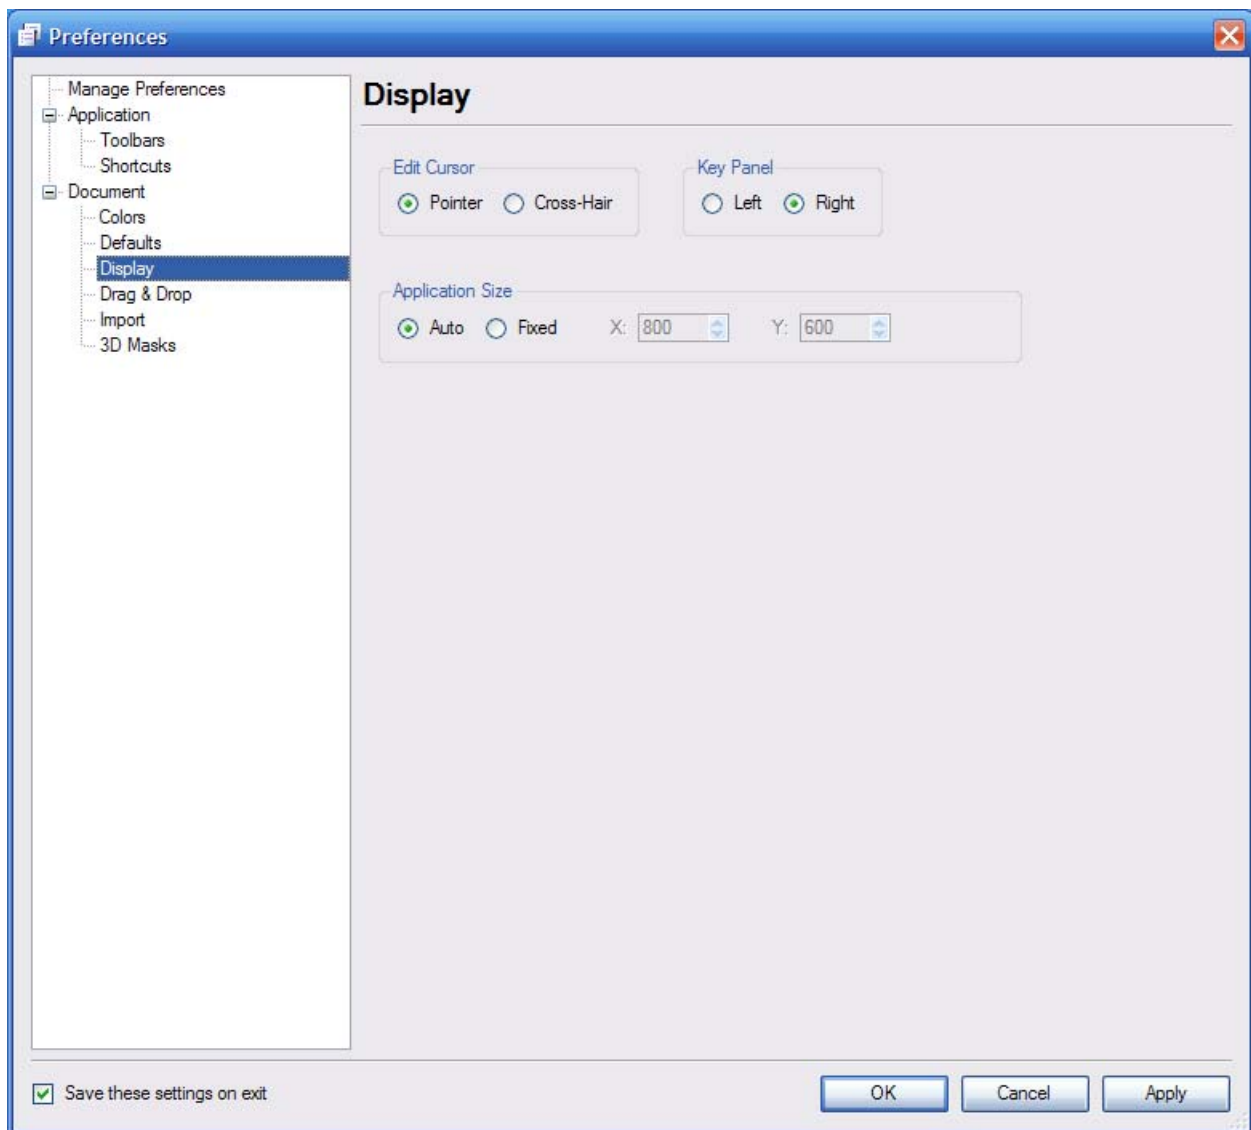 Preferences
Manage Preferences
Application
Toolbars
Shortcuts
Document
Colors
Defaults
Display
Drag & Drop
Import
3D Masks
Display
Edit Cursor
Pointer Cross-Hair
Key Panel
Left Right
Application Size
Auto Fixed X: 800 Y: 600
Save these settings on exit
OK Cancel Apply